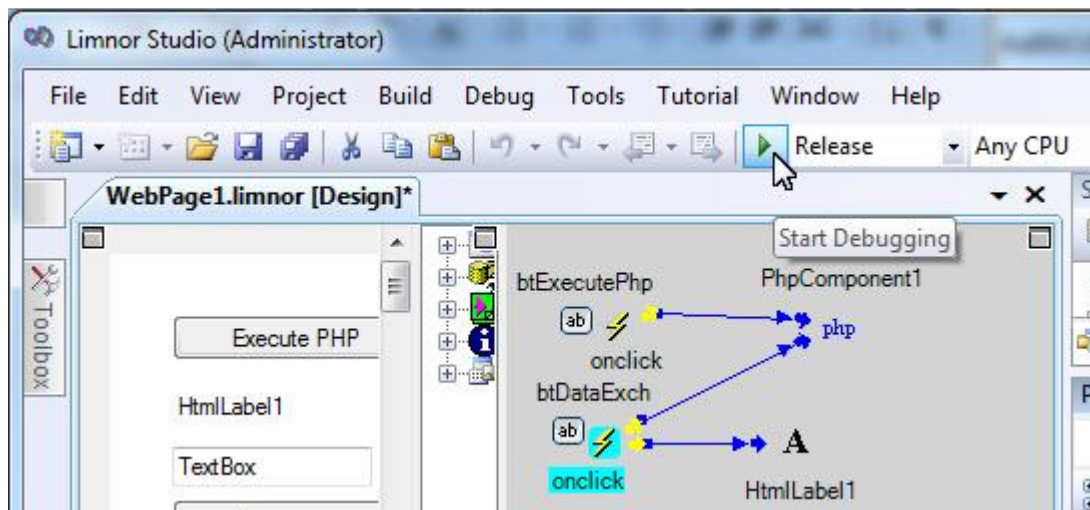 Limnor Studio (Administrator)
File Edit View Project Build Debug Tools Tutorial Window Help
Release Any CPU
WebPage1.limnor [Design]*
Start Debugging
Toolbox
Execute PHP
HtmlLabel1
TextBox
btExecutePhp
ab
onclick
PhpComponent1
php
btDataExch
ab
onclick
A
HtmlLabel1